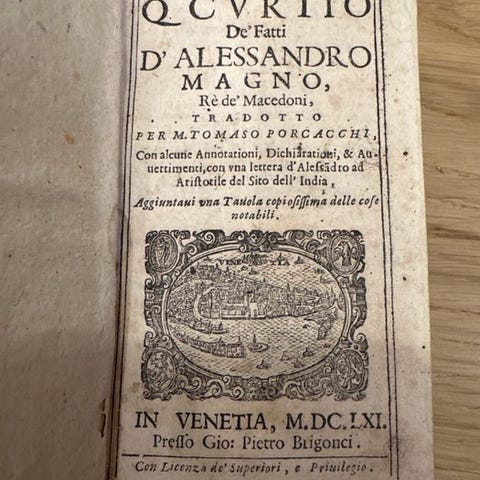 Q. CVRTIO
De' Fatti
D'ALESSANDRO
MAGNO,
Rè de' Macedoni,
TRADOTTO
PER M. TOMASO PORCACCHI,
Con alcune Annotationi, Dichiarationi, & Au-
uertimenti, con vna lettera d'Alessãdro ad
Aristotile del Sito dell' India,
Aggiuntaui vna Tauola copiosissima delle cose
notabili.
VENETIA
IN VENETIA, M.DC.LXI.
Presso Gio: Pietro Brigonci.
Con Licenza de' Superiori, e Priuilegio.